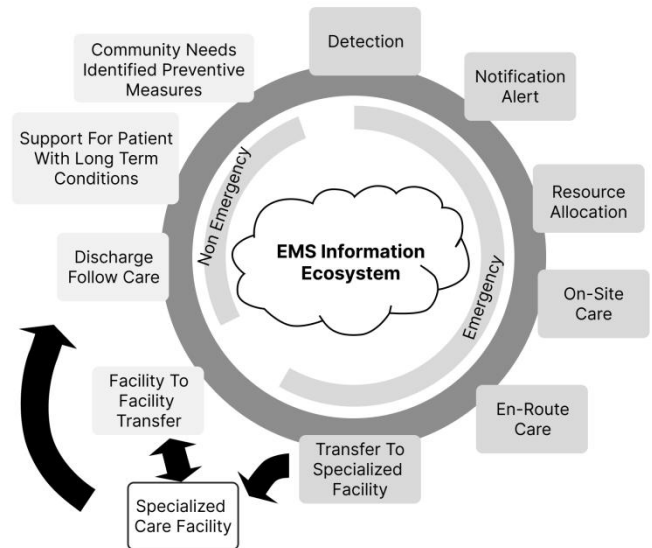 Detection
Notification
Alert
Resource
Allocation
On-Site
Care
En-Route
Care
Transfer To
Specialized
Facility
Specialized
Care Facility
Facility To
Facility
Transfer
Discharge
Follow Care
Support For Patient
With Long Term
Conditions
Community Needs
Identified Preventive
Measures
Non Emergency
Emergency
EMS Information
Ecosystem